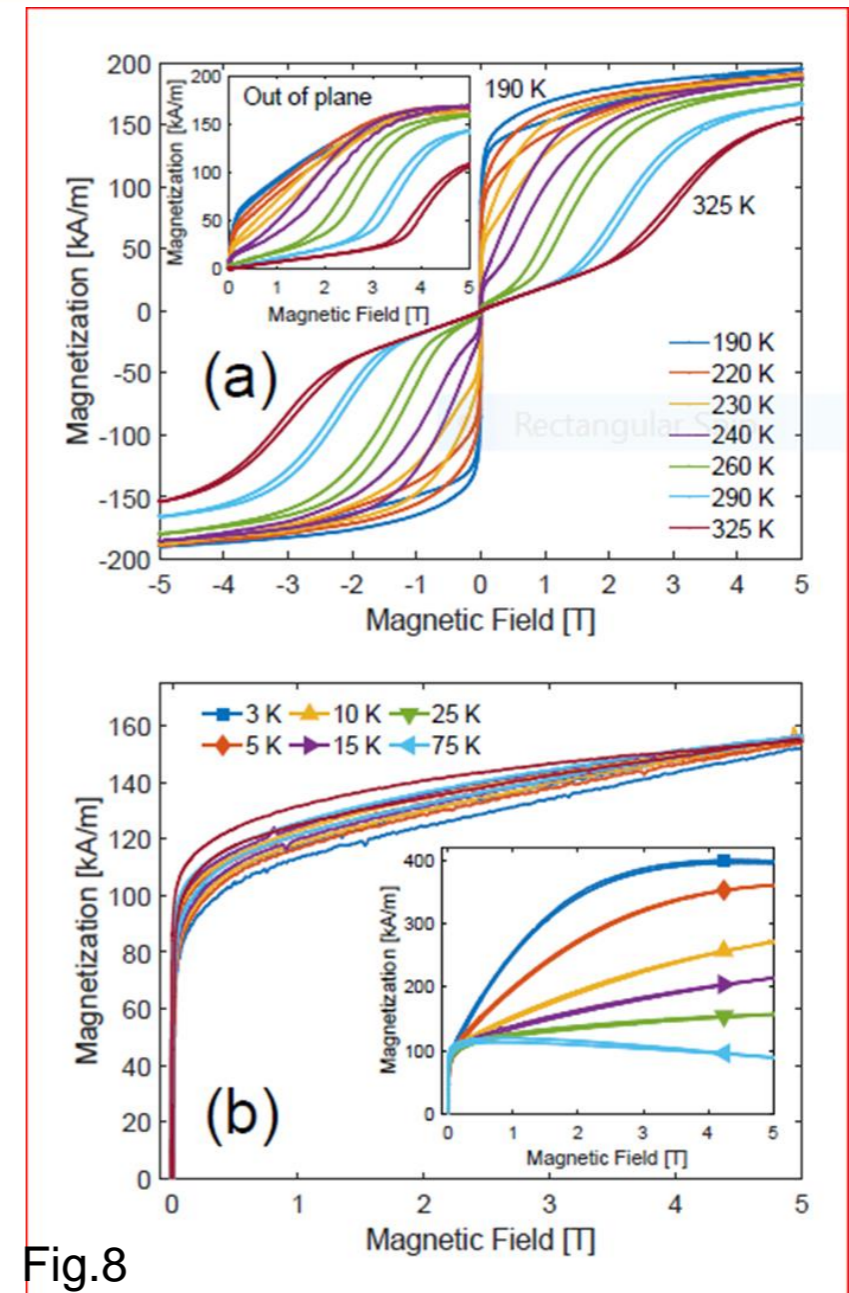 200
150
100
50
0
-50
-100
-150
-200
Magnetization [kA/m]
-5 -4 -3 -2 -1 0 1 2 3 4 5
Magnetic Field [T]
Out of plane
200
150
100
50
0
Magnetization [kA/m]
0 1 2 3 4 5
Magnetic Field [T]
190 K
325 K
(a)
190 K
220 K
230 K
240 K
260 K
290 K
325 K
Rectangular
160
140
120
100
80
60
40
20
0
Magnetization [kA/m]
0 1 2 3 4 5
Magnetic Field [T]
3 K 10 K 25 K
5 K 15 K 75 K
400
300
200
100
0
Magnetization [kA/m]
0 1 2 3 4 5
Magnetic Field [T]
(b)
Fig.8